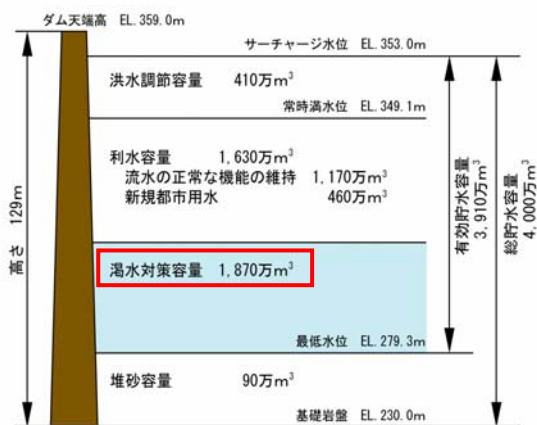 ダム天端高 EL.359.0m
サーチャージ水位 EL.353.0m
洪水調節容量 410万m³
常時満水位 EL.349.1m
利水容量 1,630万m³
流水の正常な機能の維持 1,170万m³
新規都市用水 460万m³
渇水対策容量 1,870万m³
最低水位 EL.279.3m
堆砂容量 90万m³
基礎岩盤 EL.230.0m
高さ 129m
有効貯水容量
3,910万m³
総貯水容量
4,000万m³